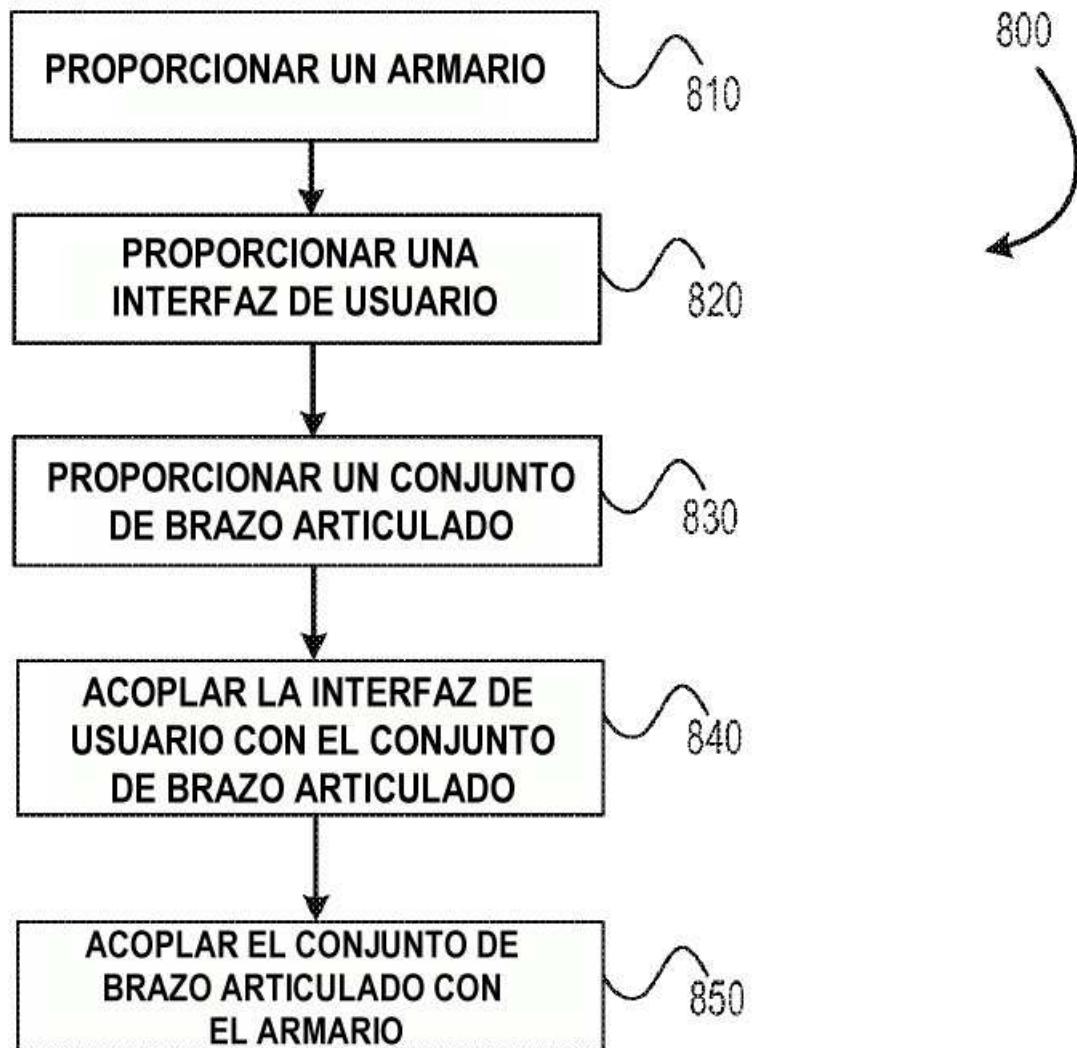 800
PROPORCIONAR UN ARMARIO
810
PROPORCIONAR UNA
INTERFAZ DE USUARIO
820
PROPORCIONAR UN CONJUNTO
DE BRAZO ARTICULADO
830
ACOPLAR LA INTERFAZ DE
USUARIO CON EL CONJUNTO
DE BRAZO ARTICULADO
840
ACOPLAR EL CONJUNTO DE
BRAZO ARTICULADO CON
EL ARMARIO
850